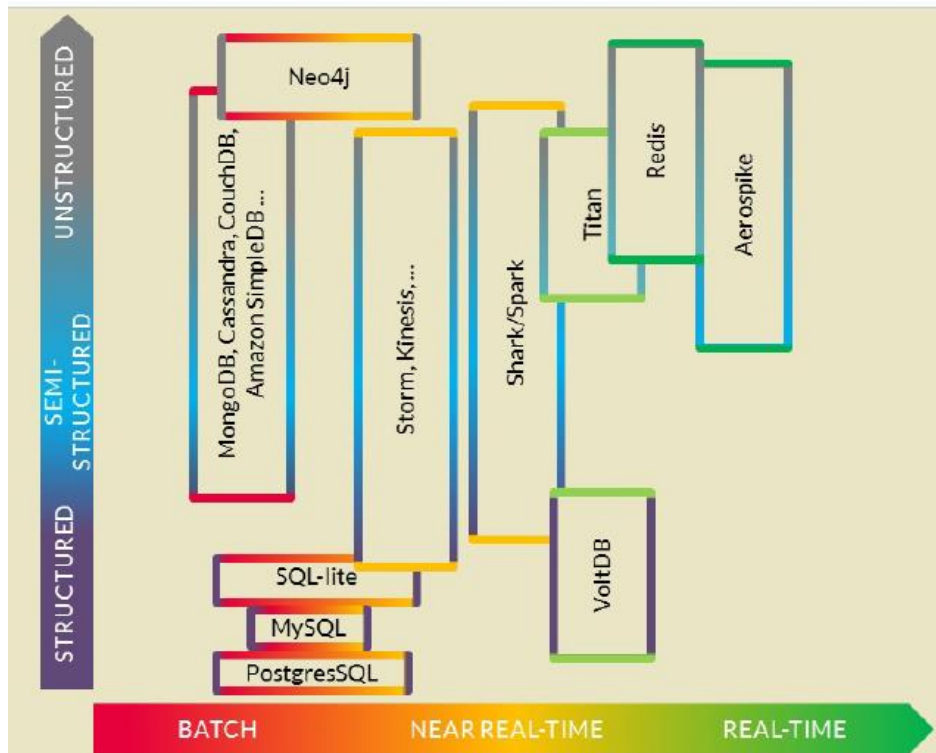 UNSTRUCTURED
SEMI-
STRUCTURED
STRUCTURED
Neo4j
MongoDB, Cassandra, CouchDB,
Amazon SimpleDB ...
Storm, Kinesis, ...
Shark/Spark
Titan
Redis
Aerospike
VoltDB
SQL-lite
MySQL
PostgresSQL
BATCH
NEAR REAL-TIME
REAL-TIME